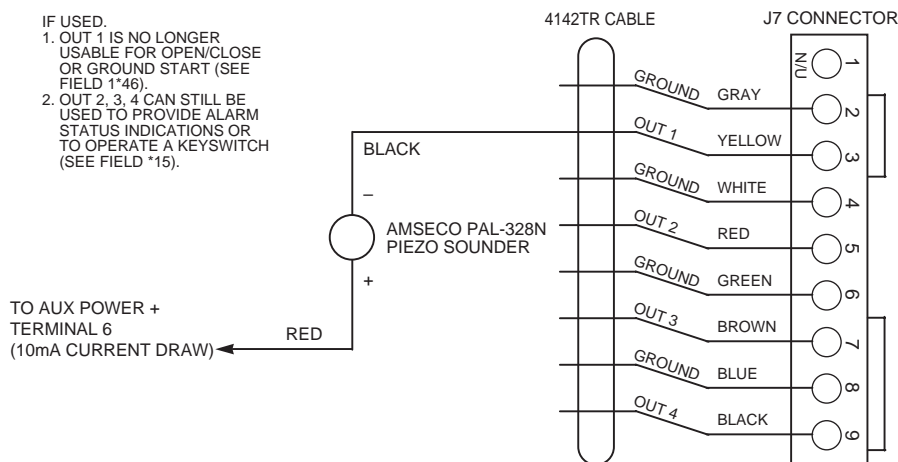 IF USED.
1. OUT 1 IS NO LONGER
USABLE FOR OPEN/CLOSE
OR GROUND START (SEE
FIELD 1*46).
2. OUT 2, 3, 4 CAN STILL BE
USED TO PROVIDE ALARM
STATUS INDICATIONS OR
TO OPERATE A KEYSWITCH
(SEE FIELD *15).
4142TR CABLE
J7 CONNECTOR
N/U
1
GROUND
GRAY
2
OUT 1
YELLOW
3
BLACK
GROUND
WHITE
4
–
AMSECO PAL-328N
PIEZO SOUNDER
+
OUT 2
RED
5
GROUND
GREEN
6
TO AUX POWER +
TERMINAL 6
(10mA CURRENT DRAW)
RED
OUT 3
BROWN
7
GROUND
BLUE
8
OUT 4
BLACK
9